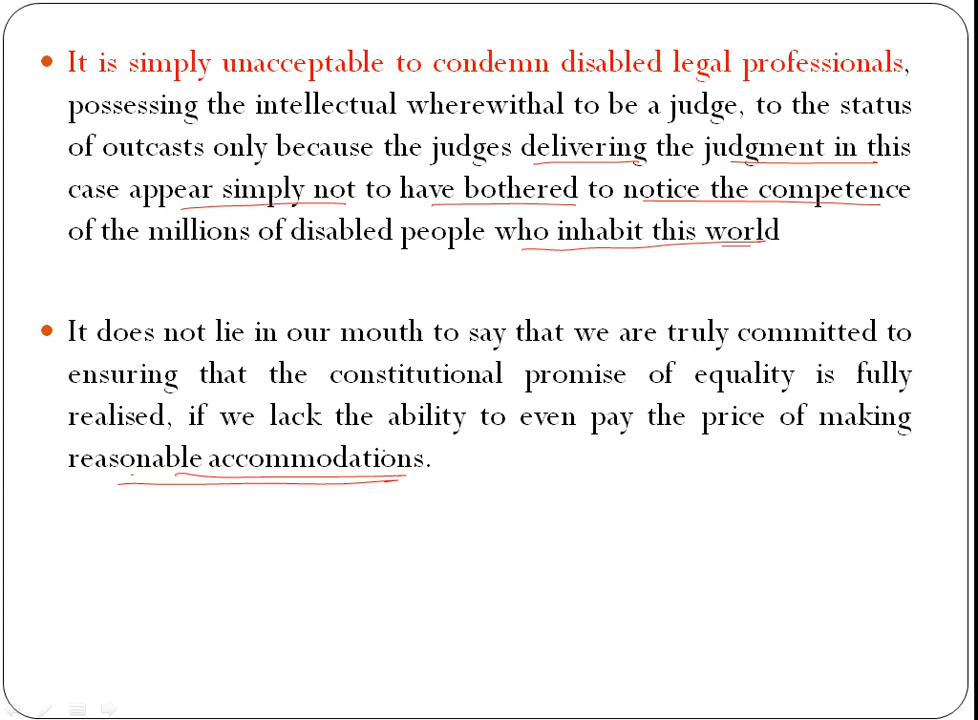 It is simply unacceptable to condemn disabled legal professionals,
possessing the intellectual wherewithal to be a judge, to the status
of outcasts only because the judges delivering the judgment in this
case appear simply not to have bothered to notice the competence
of the millions of disabled people who inhabit this world
It does not lie in our mouth to say that we are truly committed to
ensuring that the constitutional promise of equality is fully
realised, if we lack the ability to even pay the price of making
reasonable accommodations.